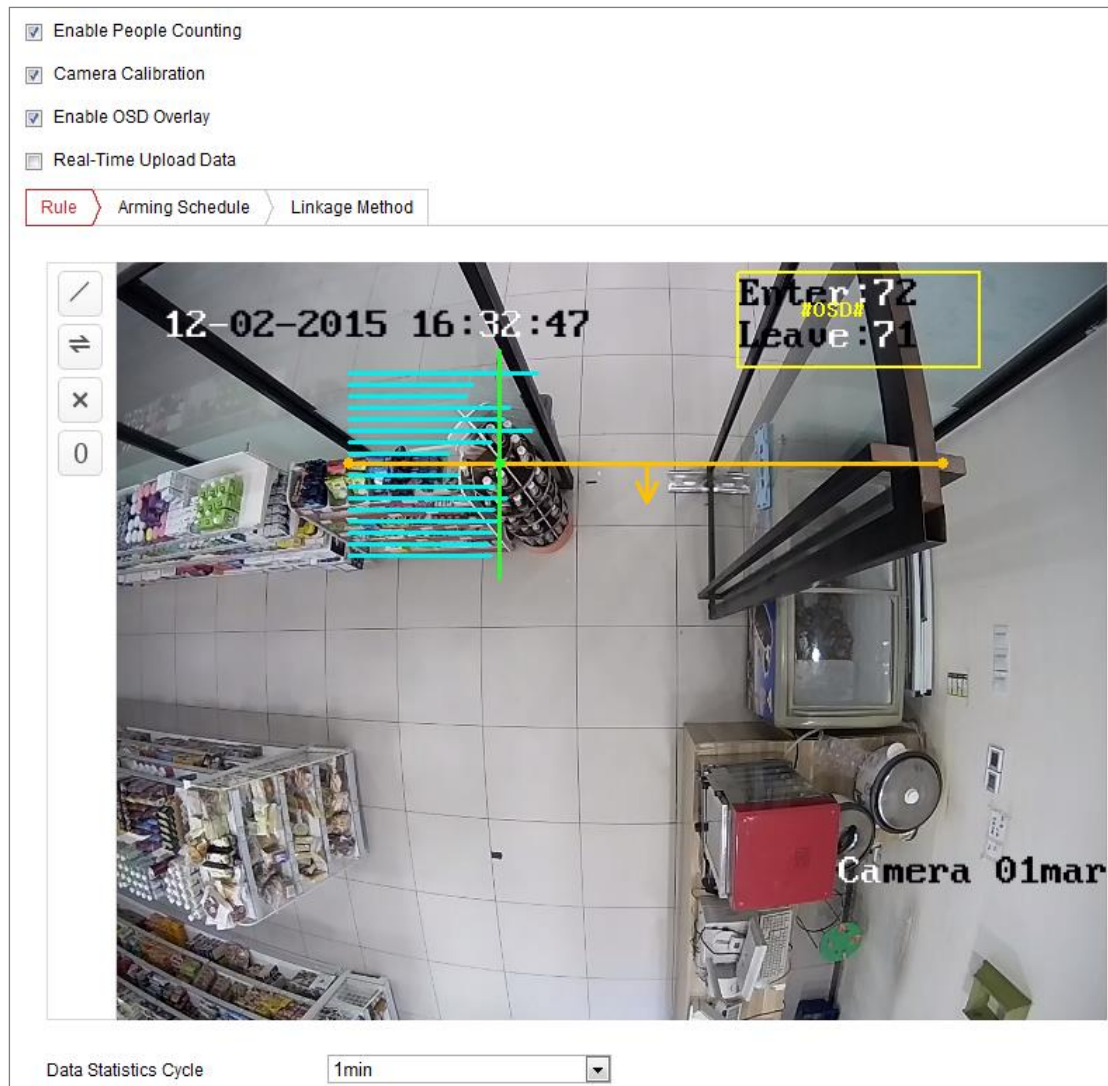 Enable People Counting
Camera Calibration
Enable OSD Overlay
Real-Time Upload Data
Rule Arming Schedule Linkage Method
12-02-2015 16:32:47
Enter:72
#OSD#
Leave:71
0
Camera 01mar
Data Statistics Cycle 1min